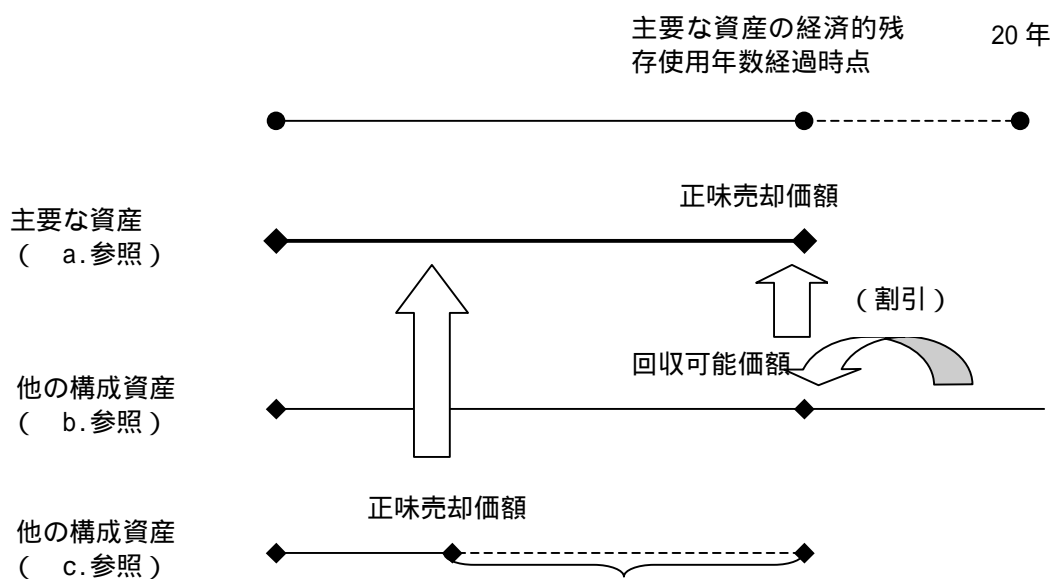 主要な資産の経済的残
存使用年数経過時点
20 年
正味売却価額
主要な資産
( a.参照)
(割引)
回収可能価額
他の構成資産
( b.参照)
正味売却価額
他の構成資産
( c.参照)